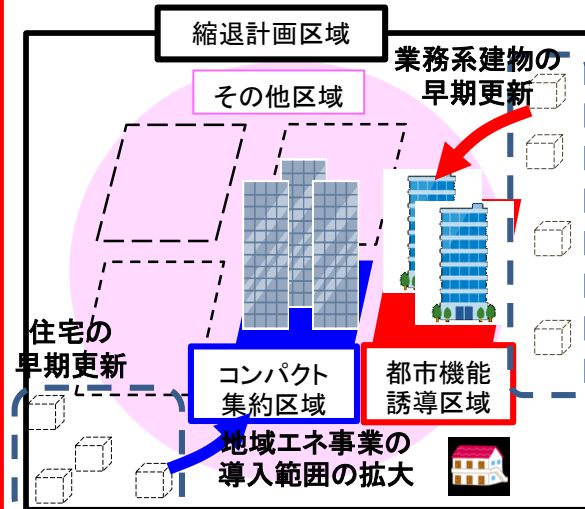 縮退計画区域
業務系建物の
早期更新
その他区域
住宅の
早期更新
コンパクト
集約区域
都市機能
誘導区域
地域エネ事業の
導入範囲の拡大